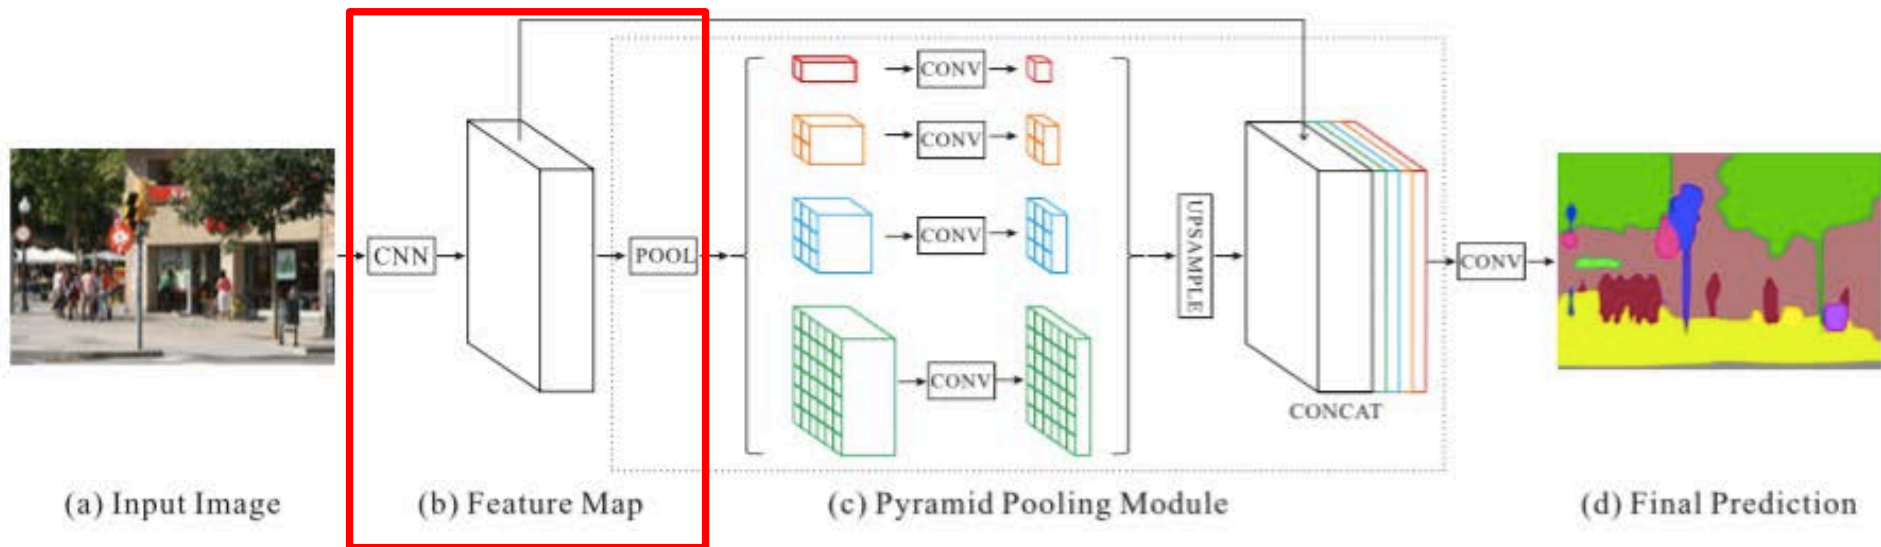 CONV
CONV
CNN
POOL
CONV
UPSAMPLE
CONV
CONV
CONCAT
(a) Input Image
(b) Feature Map
(c) Pyramid Pooling Module
(d) Final Prediction